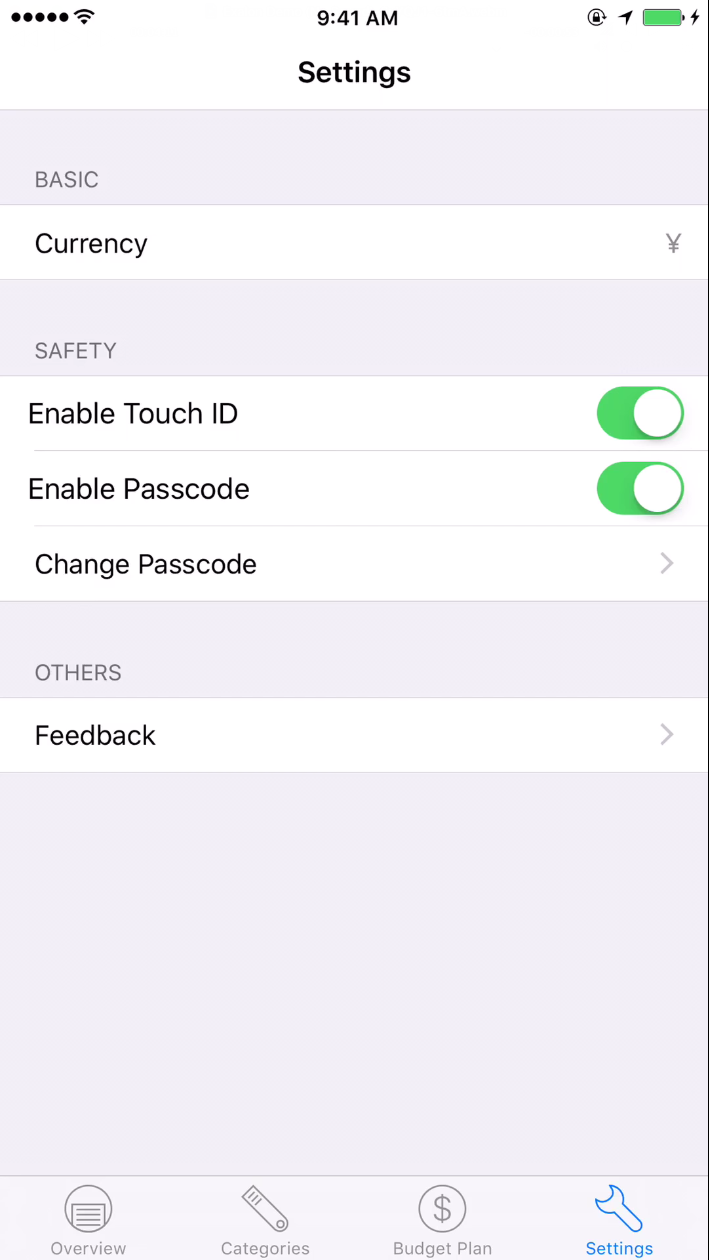 9:41 AM
Settings
BASIC
Currency ¥
SAFETY
Enable Touch ID
Enable Passcode
Change Passcode
OTHERS
Feedback
$
Overview Categories Budget Plan Settings